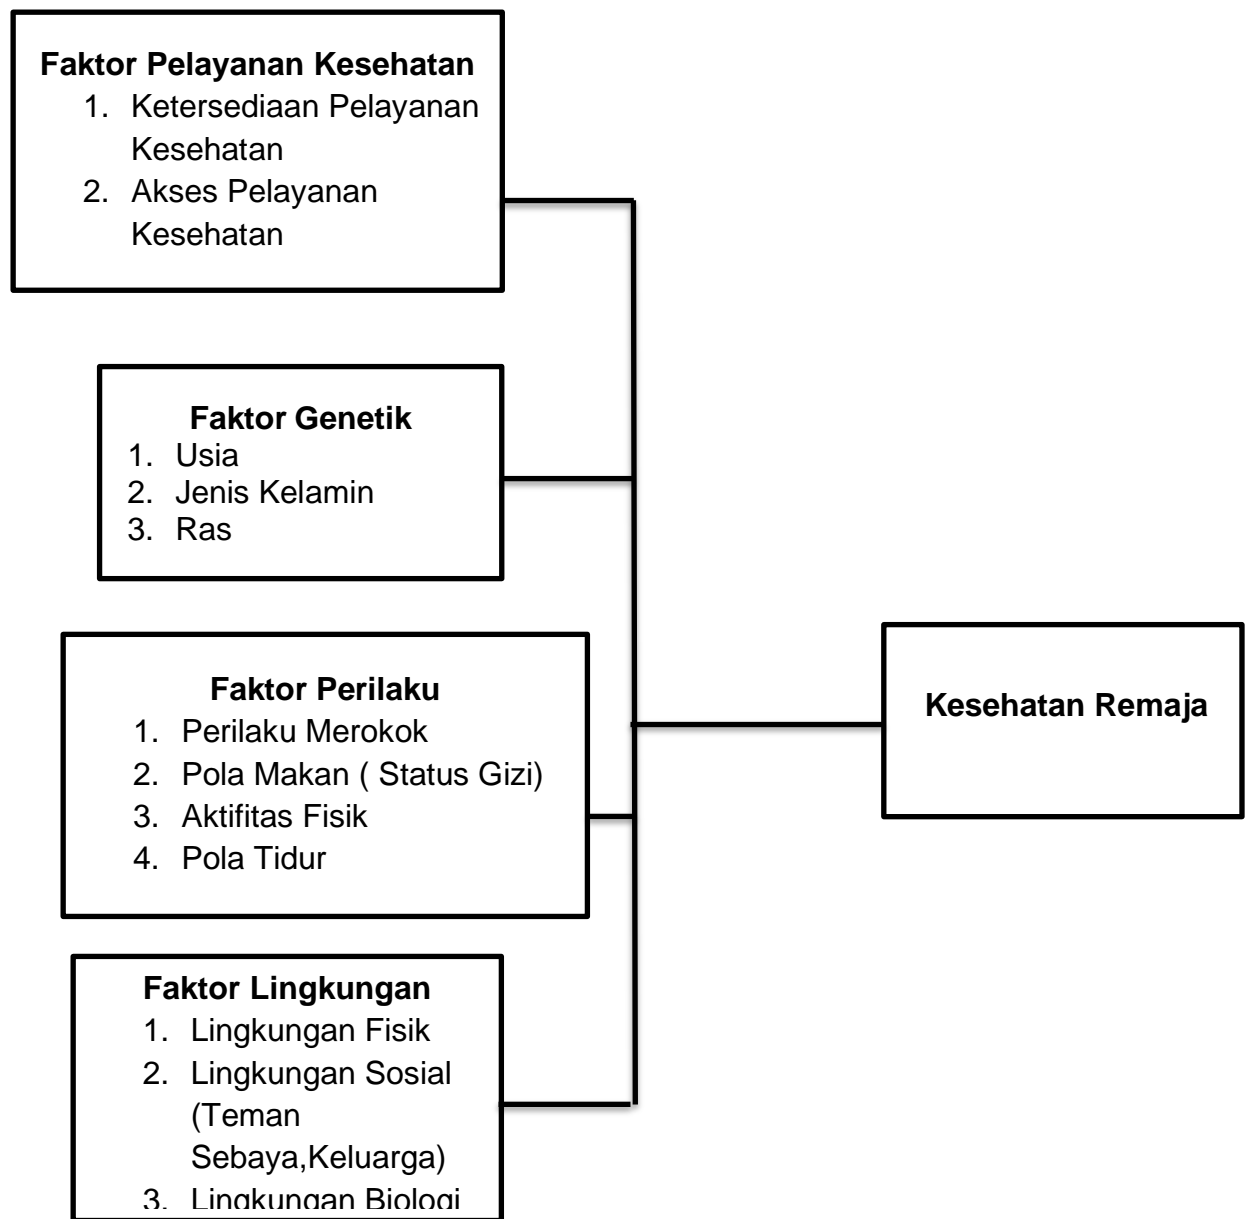 Faktor Pelayanan Kesehatan
1. Ketersediaan Pelayanan
Kesehatan
2. Akses Pelayanan
Kesehatan
Faktor Genetik
1. Usia
2. Jenis Kelamin
3. Ras
Faktor Perilaku
1. Perilaku Merokok
2. Pola Makan ( Status Gizi)
3. Aktifitas Fisik
4. Pola Tidur
Faktor Lingkungan
1. Lingkungan Fisik
2. Lingkungan Sosial
(Teman
Sebaya,Keluarga)
3. Lingkungan Biologi
Kesehatan Remaja